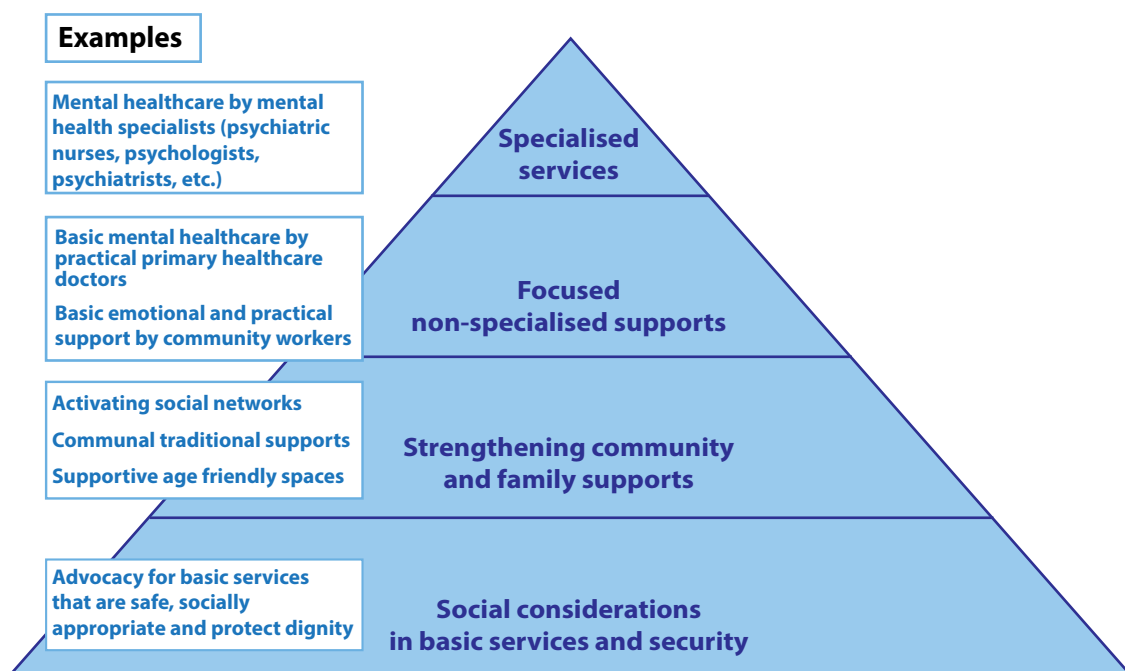 Examples
Mental healthcare by mental
health specialists (psychiatric
nurses, psychologists,
psychiatrists, etc.)
Specialised
services
Basic mental healthcare by
practical primary healthcare
doctors
Basic emotional and practical
support by community workers
Focused
non-specialised supports
Activating social networks
Communal traditional supports
Supportive age friendly spaces
Strengthening community
and family supports
Advocacy for basic services
that are safe, socially
appropriate and protect dignity
Social considerations
in basic services and security